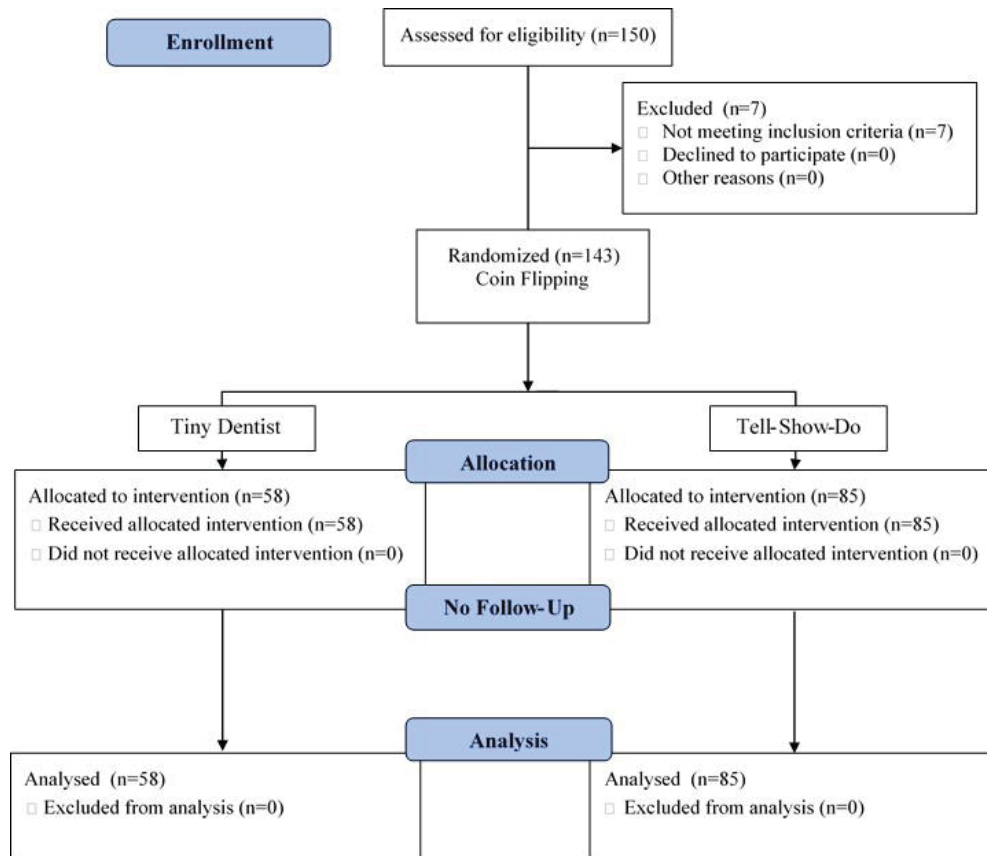 Enrollment
Assessed for eligibility (n=150)
Excluded (n=7)
Not meeting inclusion criteria (n=7)
Declined to participate (n=0)
Other reasons (n=0)
Randomized (n=143)
Coin Flipping
Tiny Dentist
Tell-Show-Do
Allocation
Allocated to intervention (n=58)
Received allocated intervention (n=58)
Did not receive allocated intervention (n=0)
Allocated to intervention (n=85)
Received allocated intervention (n=85)
Did not receive allocated intervention (n=0)
No Follow-Up
Analysis
Analysed (n=58)
Excluded from analysis (n=0)
Analysed (n=85)
Excluded from analysis (n=0)